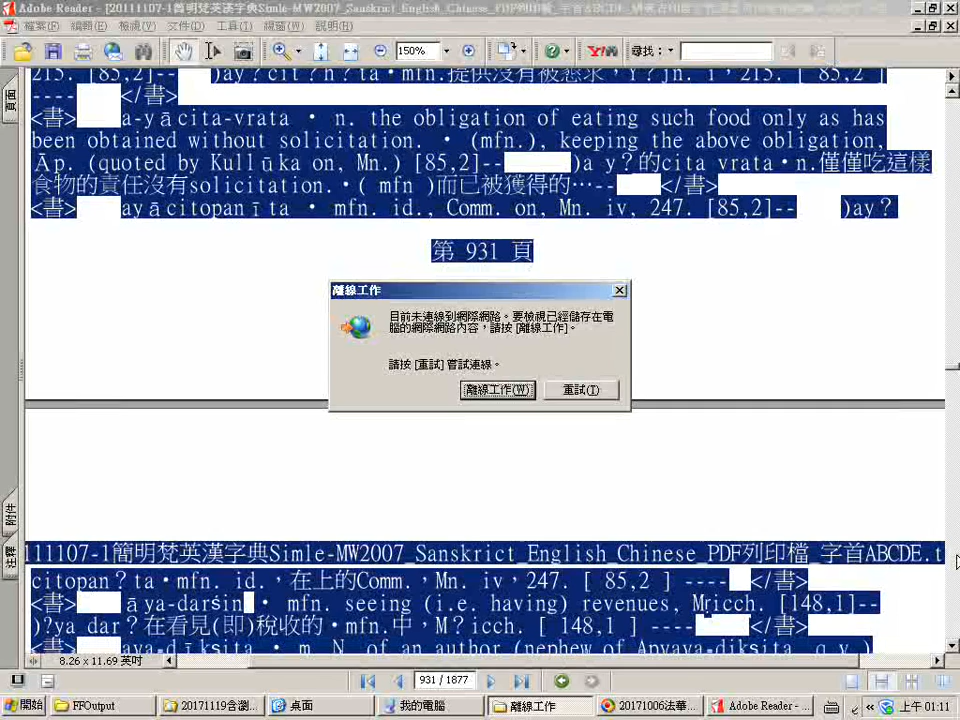 Adobe Reader - [20111107-1簡明梵英漢字典Simle-MW2007_Sanskrict_English_Chinese_PDF列印檔_字首ABCDE
檔案(F) 編輯(E) 檢視(V) 文件(D) 工具(T) 視窗(W) 說明(H)
150% Y! 尋找：
頁面
215. [85,2]-- )ay？cit？h？ta・mfn.提供沒有被懇求，Y？jn. i，215. [ 85,2 ]
---- </書>
<書> a-yācita-vrata • n. the obligation of eating such food only as has
been obtained without solicitation. • (mfn.), keeping the above obligation,
Āp. (quoted by Kullūka on, Mn.) [85,2]-- )a y？的cita vrata・n.僅僅吃這樣
食物的責任沒有solicitation.・( mfn )而已被獲得的…-- </書>
<書> ayācitopanīta • mfn. id., Comm. on, Mn. iv, 247. [85,2]-- )ay？
第 931 頁
離線工作
目前未連線到網際網路。要檢視已經儲存在電
腦的網際網路內容，請按 [離線工作]。
請按 [重試] 嘗試連線。
離線工作(W) 重試(T)
附件
注釋
111107-1簡明梵英漢字典Simle-MW2007_Sanskrict_English_Chinese_PDF列印檔_字首ABCDE.t
citopan？ta・mfn. id.，在上的Comm.，Mn. iv，247. [ 85,2 ] ---- </書>
<書> āya-darśin • mfn. seeing (i.e. having) revenues, Mṛicch. [148,1]--
)?ya dar？在看見(即)稅收的・mfn.中，M？icch. [ 148,1 ] ----
<書> aya-dīkṣita • m. N. of an author (nephew of Apyaya-dikṣita, q.v.)
8.26 x 11.69 英吋
931 / 1877
開始 FFOutput 20171119含瀏... 桌面 我的電腦 離線工作 20171006法華... Adobe Reader -... 上午 01:11